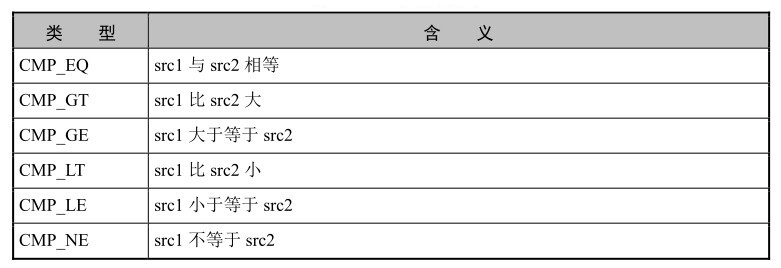 类 型 含 义
CMP_EQ src1 与 src2 相等
CMP_GT src1 比 src2 大
CMP_GE src1 大于等于 src2
CMP_LT src1 比 src2 小
CMP_LE src1 小于等于 src2
CMP_NE src1 不等于 src2